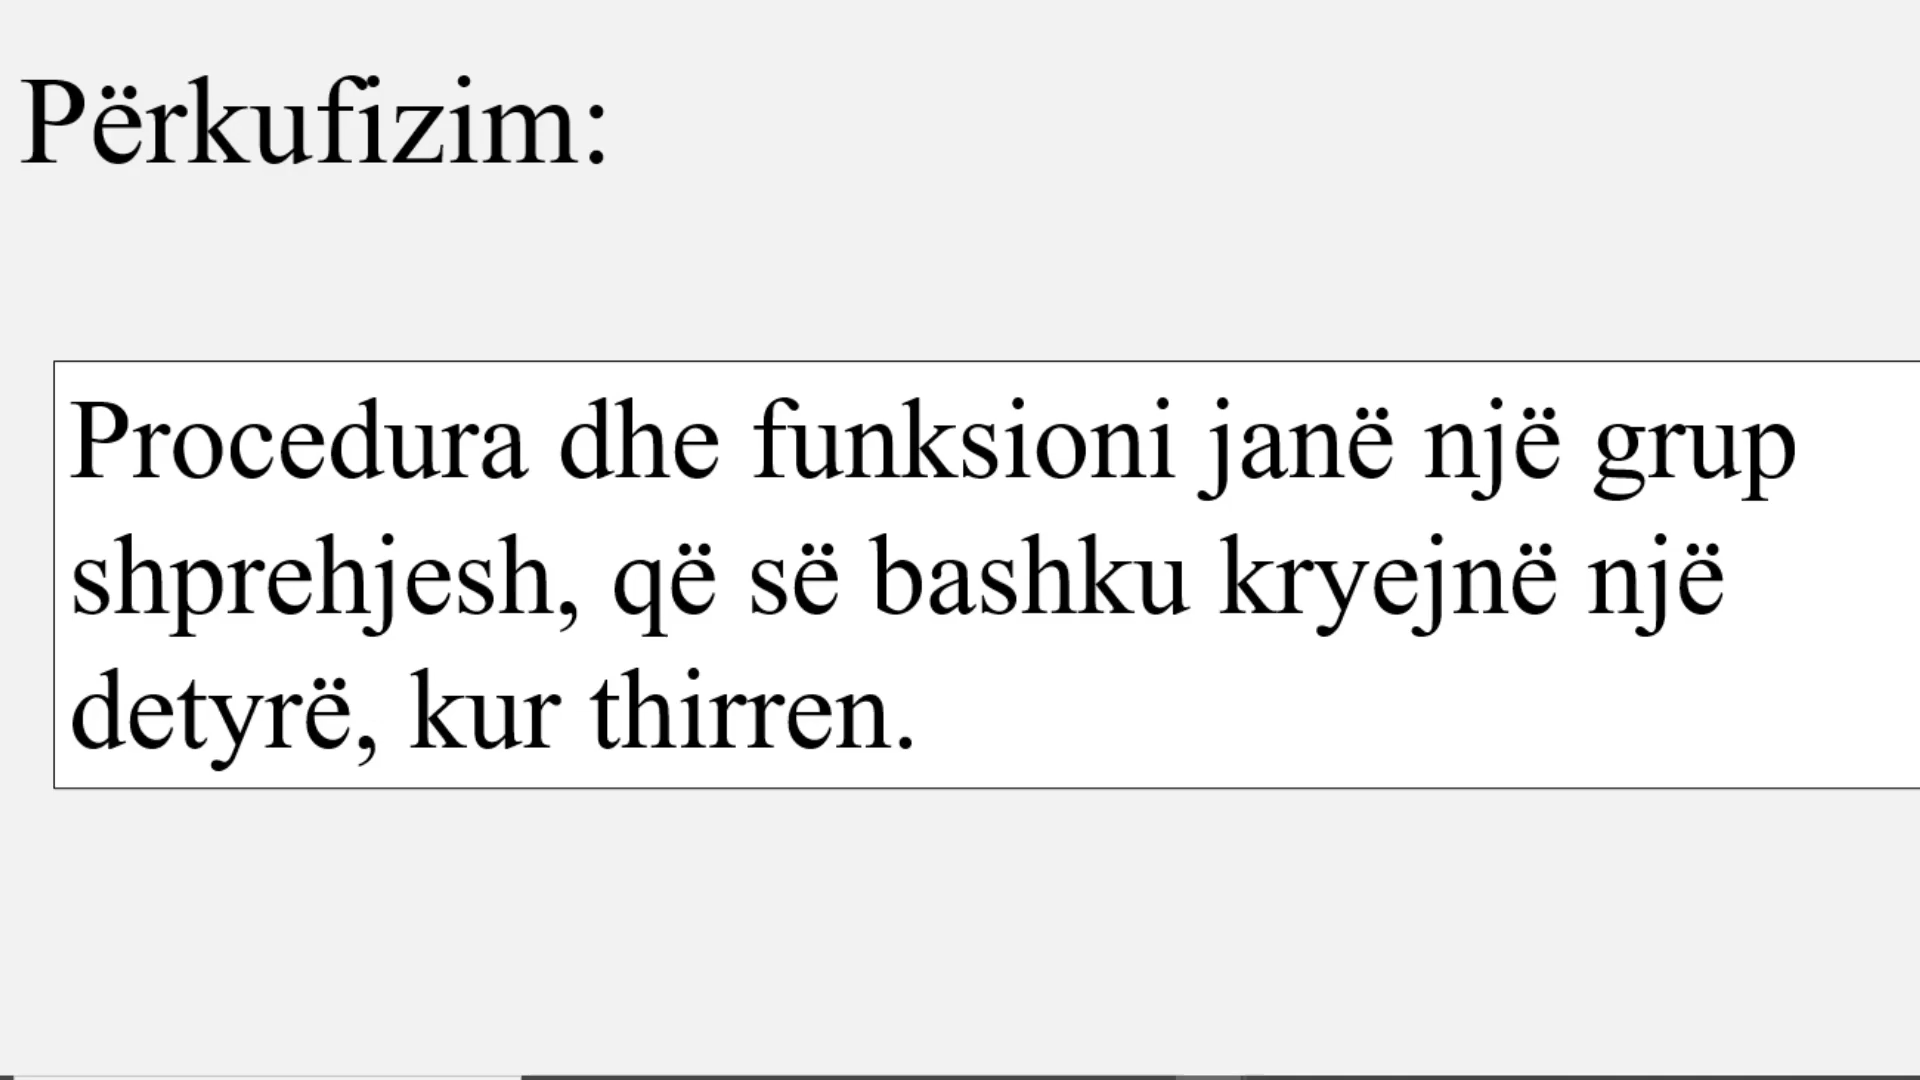 Përkufizim:
Procedura dhe funksioni janë një grup
shprehjesh, që së bashku kryejnë një
detyrë, kur thirren.